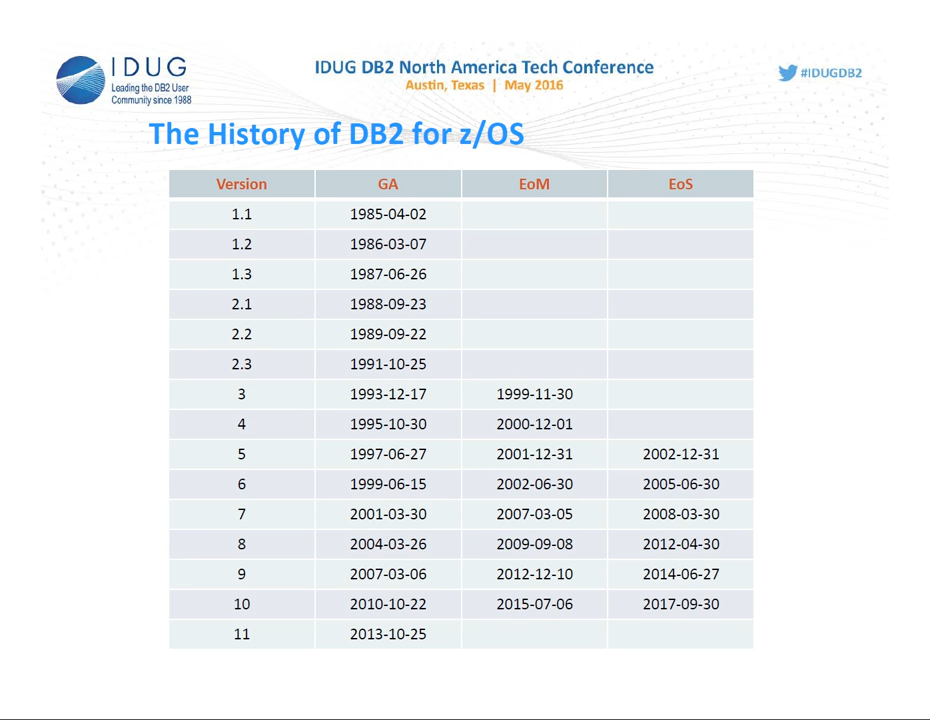 IDUG
Leading the DB2 User
Community since 1988
IDUG DB2 North America Tech Conference
Austin, Texas | May 2016
#IDUGDB2
The History of DB2 for z/OS
Version GA EoM EoS
1.1 1985-04-02
1.2 1986-03-07
1.3 1987-06-26
2.1 1988-09-23
2.2 1989-09-22
2.3 1991-10-25
3 1993-12-17 1999-11-30
4 1995-10-30 2000-12-01
5 1997-06-27 2001-12-31 2002-12-31
6 1999-06-15 2002-06-30 2005-06-30
7 2001-03-30 2007-03-05 2008-03-30
8 2004-03-26 2009-09-08 2012-04-30
9 2007-03-06 2012-12-10 2014-06-27
10 2010-10-22 2015-07-06 2017-09-30
11 2013-10-25